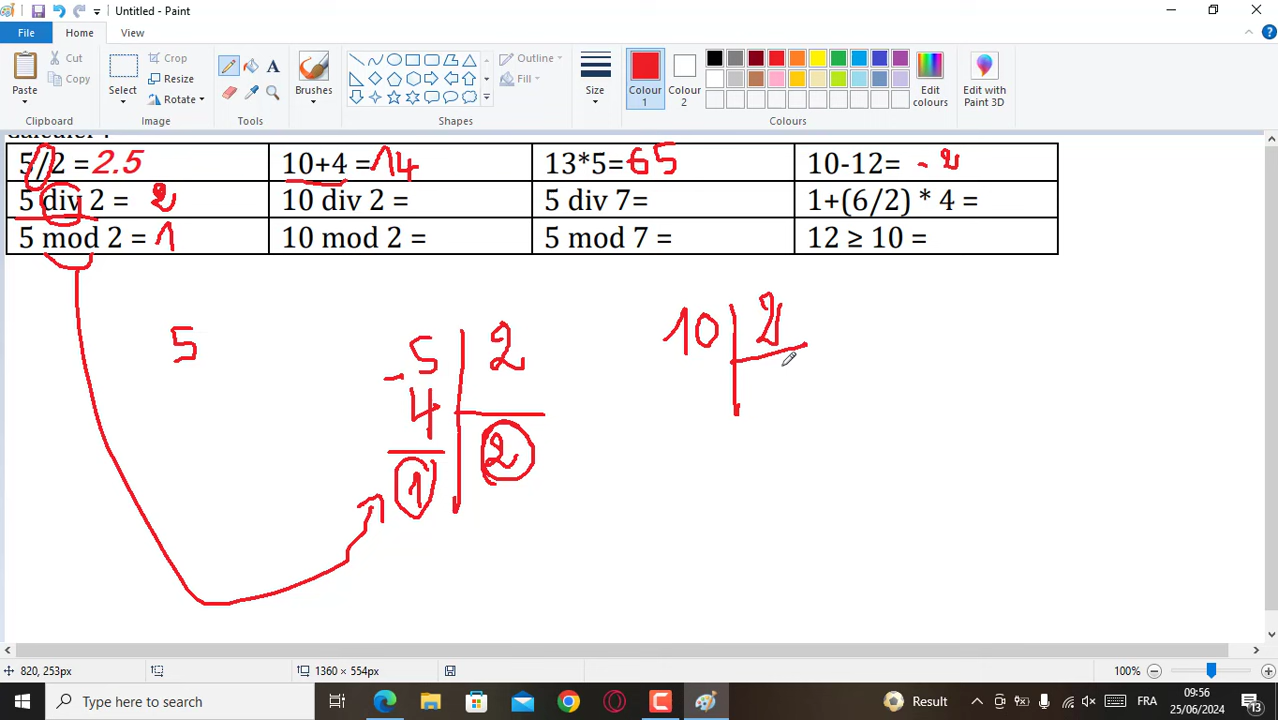 Untitled - Paint
File Home View
Paste Cut Copy Clipboard
Select Crop Resize Rotate Image
Tools
Brushes
Outline Fill Shapes
Size
Colour 1
Colour 2
Edit colours
Colours
Edit with Paint 3D
5/2 = 2.5 10+4 = 14 13*5= 65 10-12= -2
5 div 2 = 2 10 div 2 = 5 div 7= 1+(6/2) * 4 =
5 mod 2 = 1 10 mod 2 = 5 mod 7 = 12 ≥ 10 =
5
5 2
- 4
1 2
10 2
820, 253px 1360 × 554px 100%
Type here to search Result FRA 09:56 25/06/2024 13